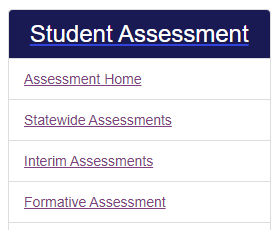 Student Assessment
Assessment Home
Statewide Assessments
Interim Assessments
Formative Assessment